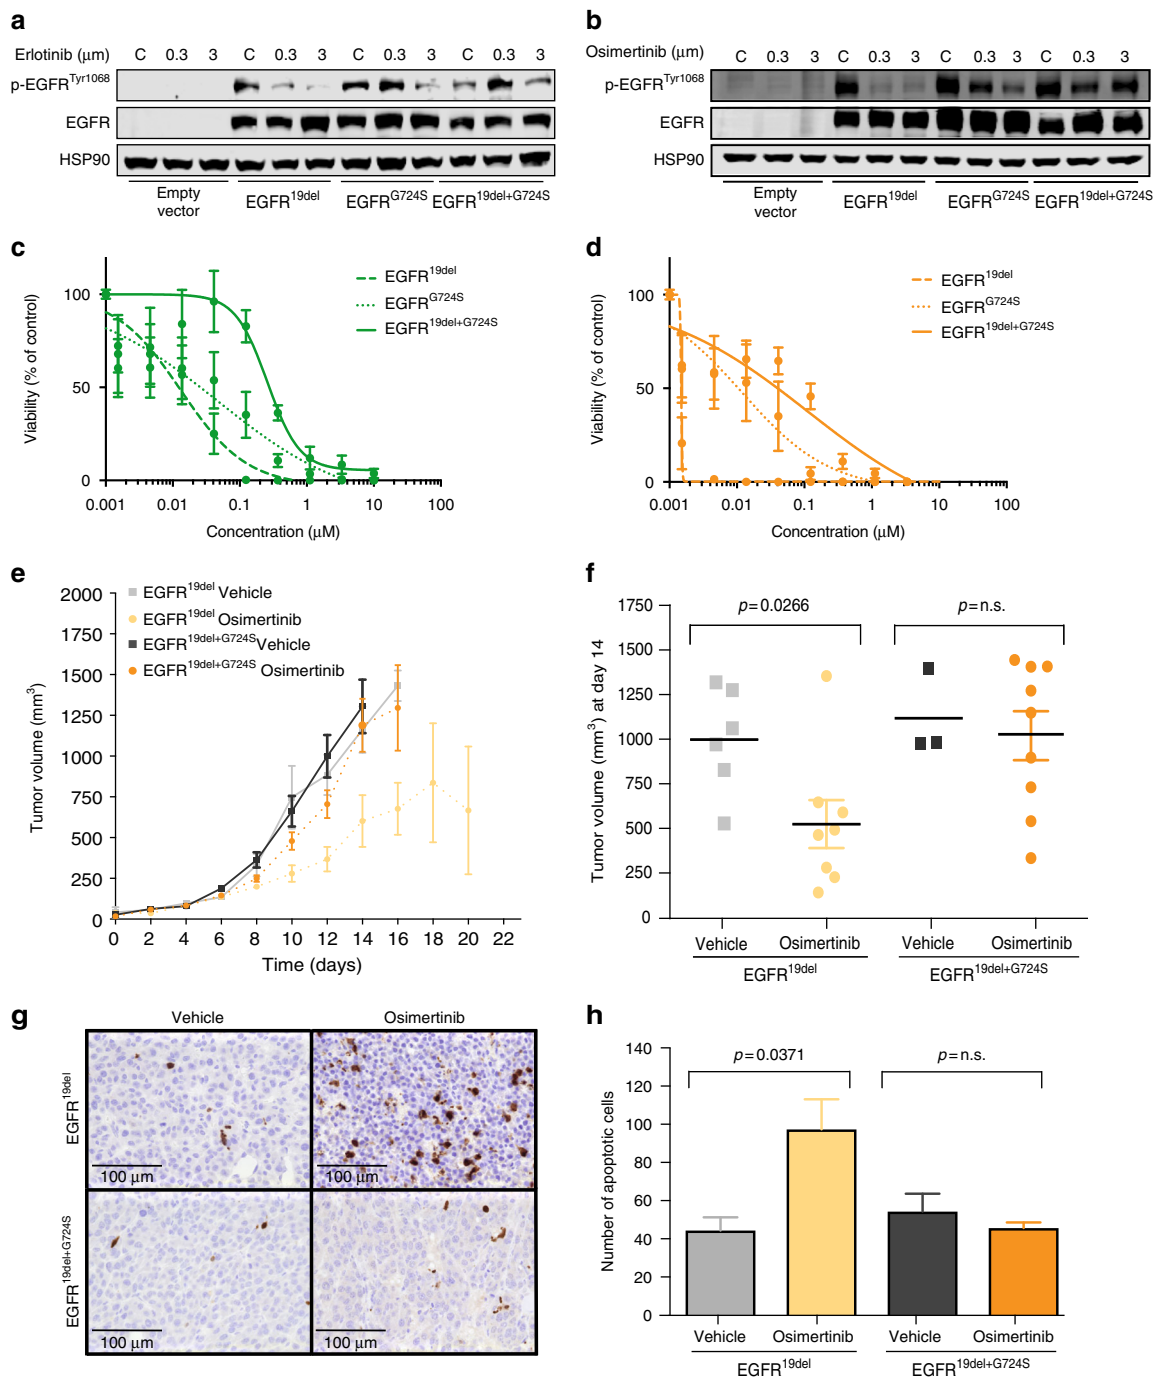 a
Erlotinib (μm) C 0.3 3 C 0.3 3 C 0.3 3 C 0.3 3
p-EGFR^Tyr1068
EGFR
HSP90
Empty vector
EGFR^19del
EGFR^G724S
EGFR^19del+G724S
b
Osimertinib (μm) C 0.3 3 C 0.3 3 C 0.3 3 C 0.3 3
p-EGFR^Tyr1068
EGFR
HSP90
Empty vector
EGFR^19del
EGFR^G724S
EGFR^19del+G724S
c
Viability (% of control)
100
50
0
EGFR^19del
EGFR^G724S
EGFR^19del+G724S
0.001 0.01 0.1 1 10 100
Concentration (μM)
d
Viability (% of control)
100
50
0
EGFR^19del
EGFR^G724S
EGFR^19del+G724S
0.001 0.01 0.1 1 10 100
Concentration (μM)
e
Tumor volume (mm³)
2000
1750
1500
1250
1000
750
500
250
0
EGFR^19del Vehicle
EGFR^19del Osimertinib
EGFR^19del+G724S Vehicle
EGFR^19del+G724S Osimertinib
0 2 4 6 8 10 12 14 16 18 20 22
Time (days)
f
Tumor volume (mm³) at day 14
1750
1500
1250
1000
750
500
250
0
p=0.0266
p=n.s.
Vehicle Osimertinib Vehicle Osimertinib
EGFR^19del EGFR^19del+G724S
g
Vehicle Osimertinib
EGFR^19del
100 μm 100 μm
EGFR^19del+G724S
100 μm 100 μm
h
Number of apoptotic cells
140
120
100
80
60
40
20
0
p=0.0371
p=n.s.
Vehicle Osimertinib Vehicle Osimertinib
EGFR^19del EGFR^19del+G724S